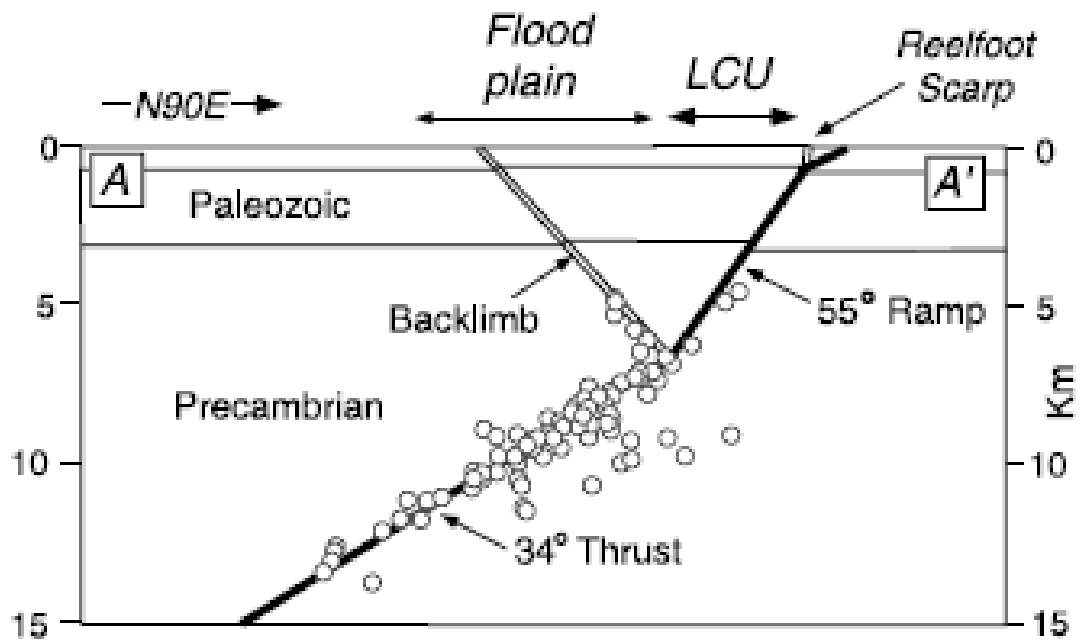 Flood
plain
LCU
Reelfoot
Scarp
N90E
0
0
A
A'
Paleozoic
5
5
Backlimb
55° Ramp
Precambrian
Km
10
10
34° Thrust
15
15